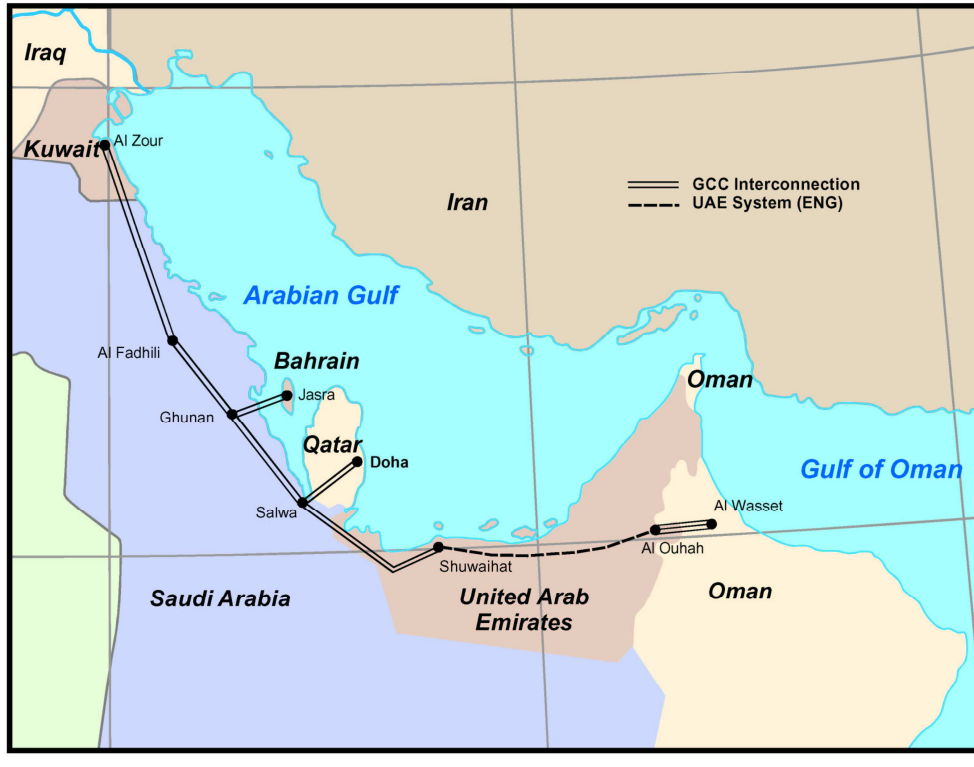 Iraq
Al Zour
Kuwait
GCC Interconnection
UAE System (ENG)
Iran
Arabian Gulf
Al Fadhili
Bahrain
Oman
Jasra
Ghunan
Qatar
Doha
Gulf of Oman
Salwa
Al Wasset
Al Ouhah
Shuwaihat
Saudi Arabia
United Arab
Emirates
Oman